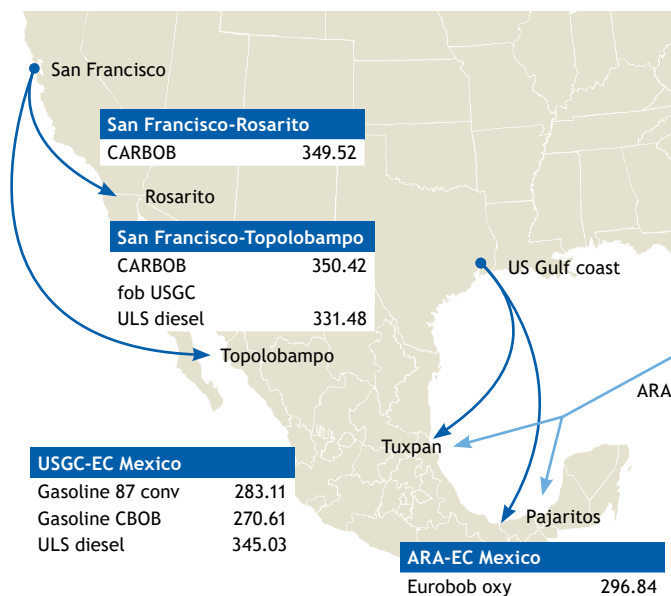 San Francisco
San Francisco-Rosarito
CARBOB 349.52
Rosarito
San Francisco-Topolobampo
CARBOB 350.42
fob USGC
ULS diesel 331.48
US Gulf coast
Topolobampo
ARA
Tuxpan
USGC-EC Mexico
Gasoline 87 conv 283.11
Gasoline CBOB 270.61
ULS diesel 345.03
Pajaritos
ARA-EC Mexico
Eurobob oxy 296.84